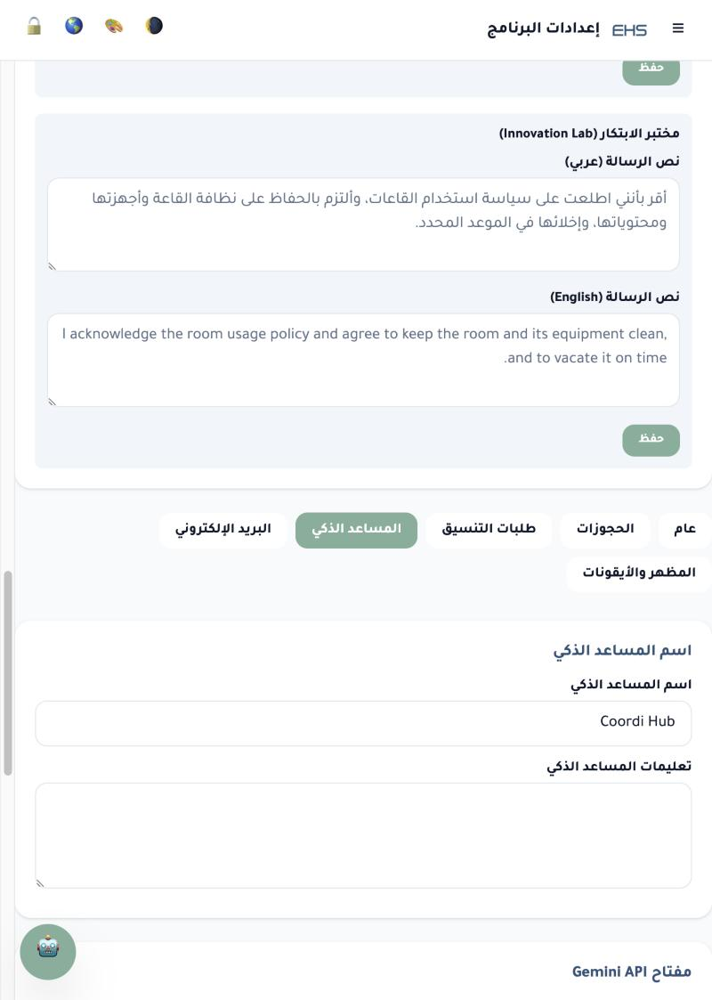 EHS إعدادات البرنامج
حفظ
مختبر الابتكار (Innovation Lab)
نص الرسالة (عربي)
أقر بأنني اطلعت على سياسة استخدام القاعات، وألتزم بالحفاظ على نظافة القاعة وأجهزتها
ومحتوياتها، وإخلائها في الموعد المحدد.
نص الرسالة (English)
I acknowledge the room usage policy and agree to keep the room and its equipment clean,
and to vacate it on time.
حفظ
عام الحجوزات طلبات التنسيق المساعد الذكي البريد الإلكتروني
المظهر والأيقونات
اسم المساعد الذكي
اسم المساعد الذكي
Coordi Hub
تعليمات المساعد الذكي
مفتاح Gemini API